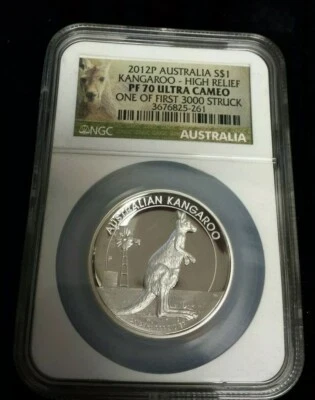 2012P AUSTRALIA S$1
KANGAROO - HIGH RELIEF
PF 70 ULTRA CAMEO
ONE OF FIRST 3000 STRUCK
3676825-261
NGC
AUSTRALIA
AUSTRALIAN KANGAROO